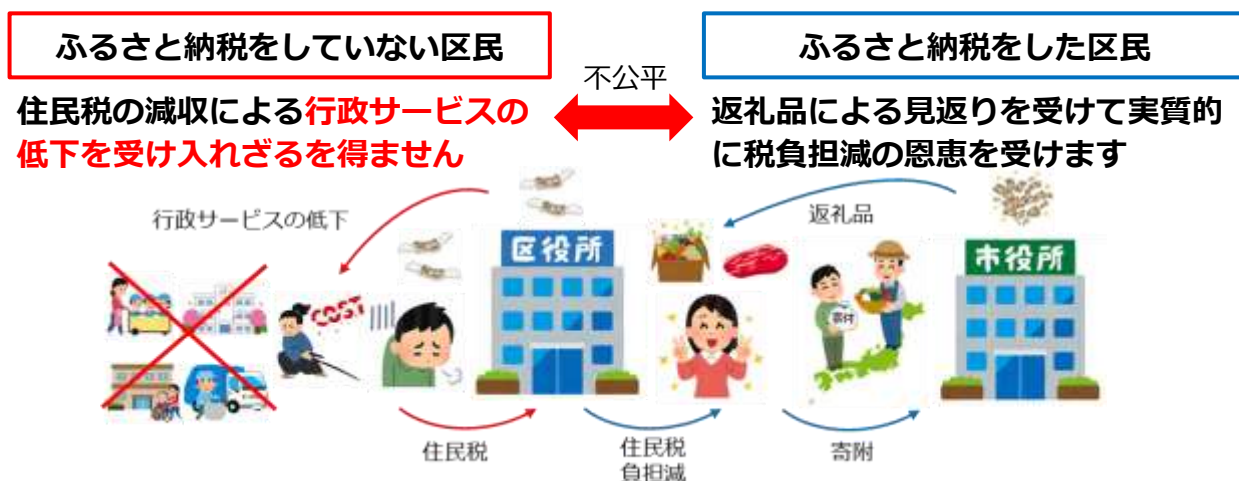 ふるさと納税をしていない区民
不公平
ふるさと納税をした区民
住民税の減収による行政サービスの
低下を受け入れざるを得ません
返礼品による見返りを受けて実質的
に税負担減の恩恵を受けます
行政サービスの低下
返礼品
区役所
市役所
COST
寄付
住民税
住民税
負担減
寄附